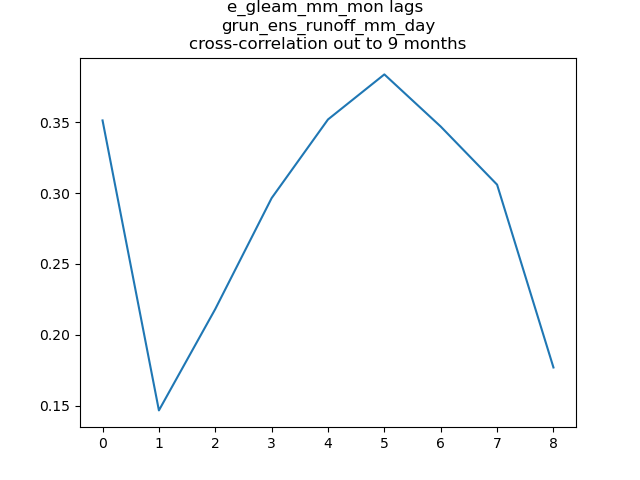 e_gleam_mm_mon lags
grun_ens_runoff_mm_day
cross-correlation out to 9 months
0.35
0.30
0.25
0.20
0.15
0 1 2 3 4 5 6 7 8